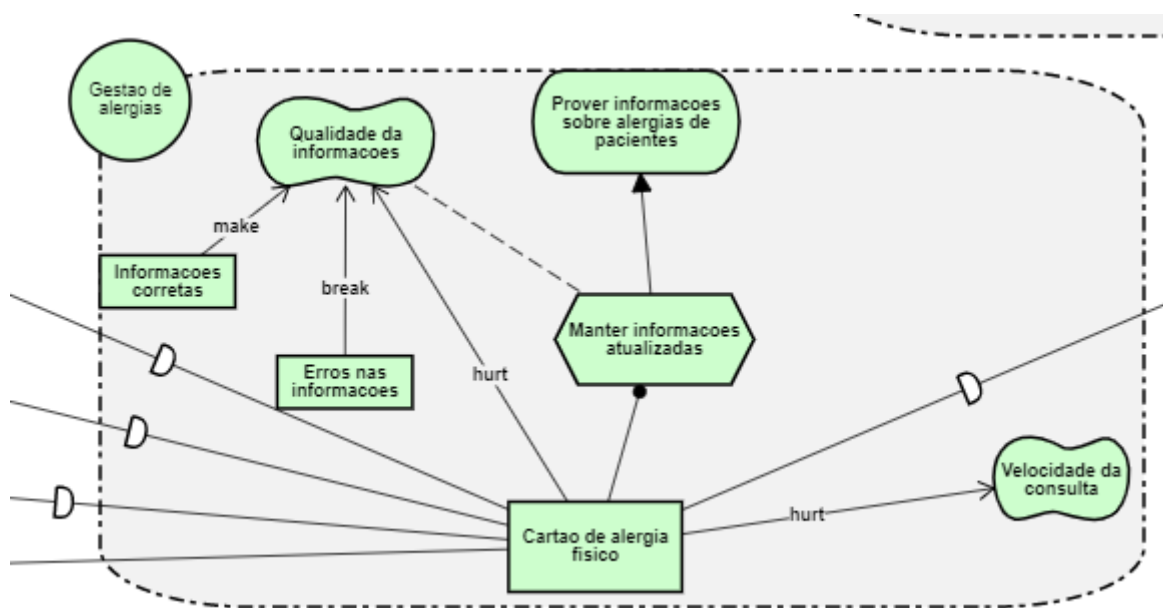 Gestao de
alergias
Qualidade da
informacoes
Prover informacoes
sobre alergias de
pacientes
make
Informacoes
corretas
break
Manter informacoes
atualizadas
Erros nas
informacoes
hurt
Velocidade da
consulta
hurt
Cartao de alergia
fisico